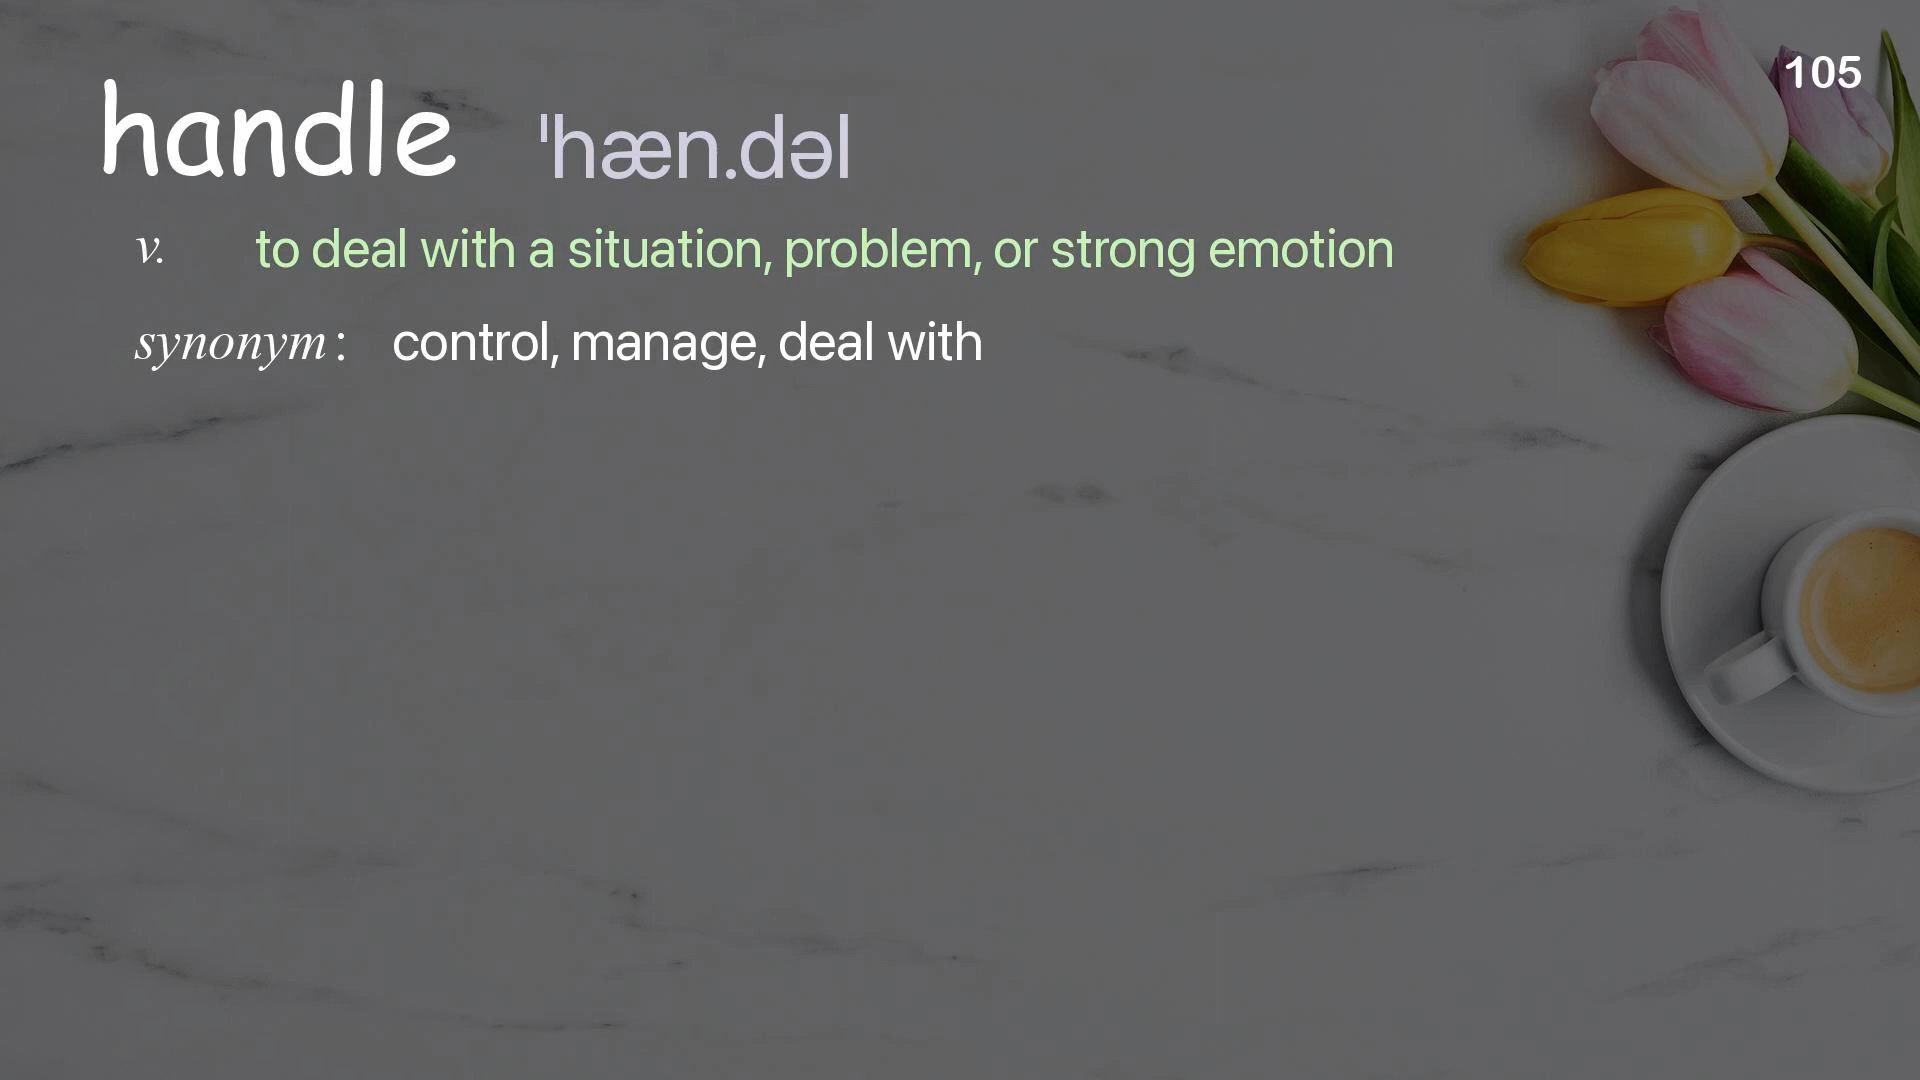 105
handle ˈhæn.dəl
v. to deal with a situation, problem, or strong emotion
synonym: control, manage, deal with